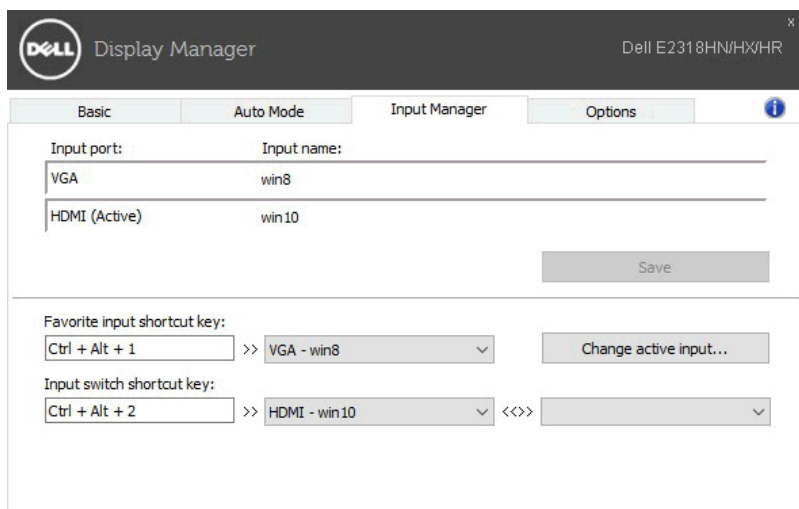 x
DELL Display Manager Dell E2318HN/HX/HR
Basic Auto Mode Input Manager Options i
Input port: Input name:
VGA win8
HDMI (Active) win10
Save
Favorite input shortcut key:
Ctrl + Alt + 1 >> VGA - win8 Change active input...
Input switch shortcut key:
Ctrl + Alt + 2 >> HDMI - win10 <<>>